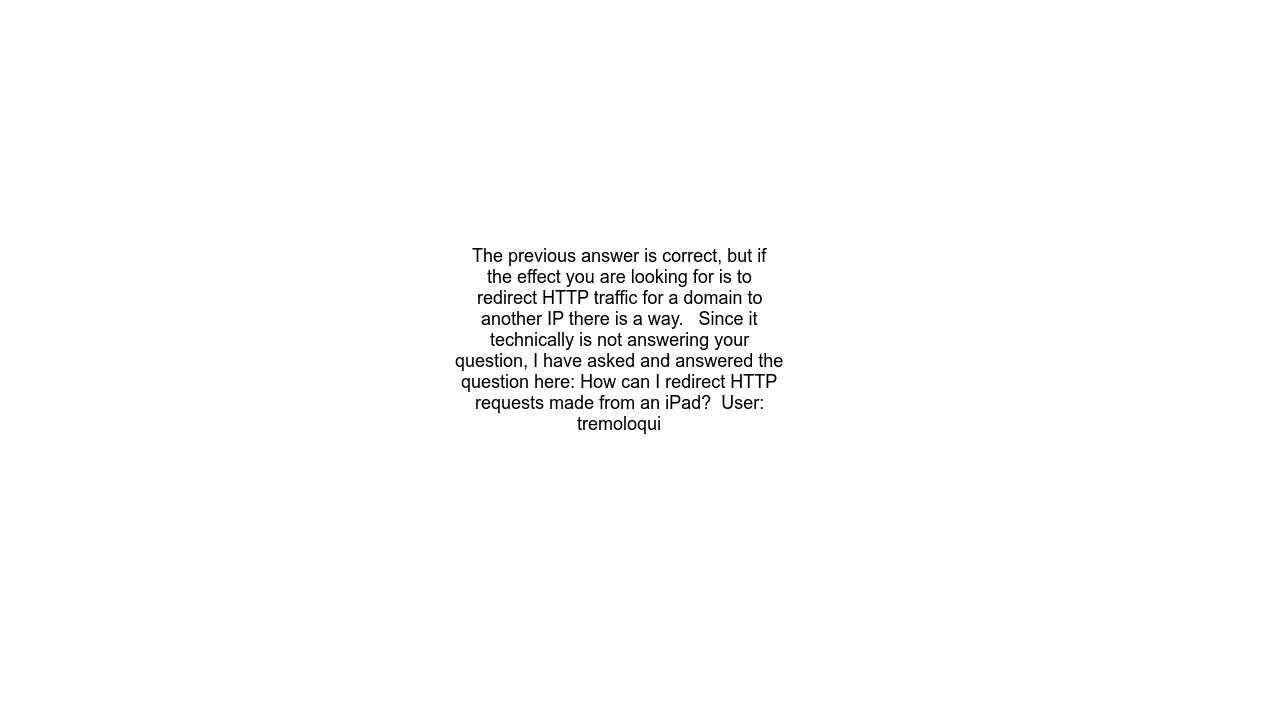 The previous answer is correct, but if
the effect you are looking for is to
redirect HTTP traffic for a domain to
another IP there is a way.   Since it
technically is not answering your
question, I have asked and answered the
question here: How can I redirect HTTP
requests made from an iPad?  User:
tremoloqui